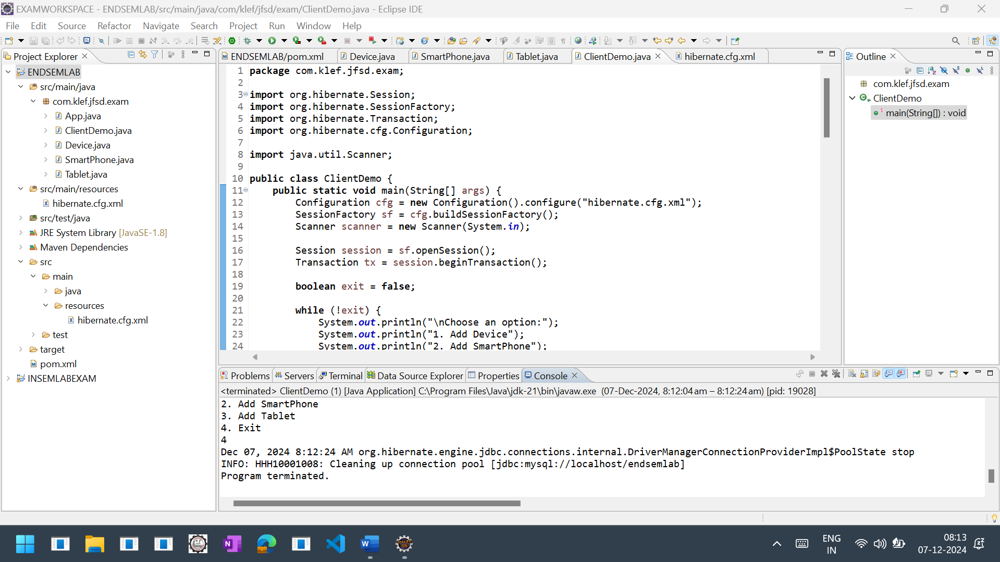 EXAMWORKSPACE - ENDSEMLAB/src/main/java/com/klef/jfsd/exam/ClientDemo.java - Eclipse IDE
File Edit Source Refactor Navigate Search Project Run Window Help
Project Explorer
ENDSEMLAB
src/main/java
com.klef.jfsd.exam
App.java
ClientDemo.java
Device.java
SmartPhone.java
Tablet.java
src/main/resources
hibernate.cfg.xml
src/test/java
JRE System Library [JavaSE-1.8]
Maven Dependencies
src
main
java
resources
hibernate.cfg.xml
test
target
pom.xml
INSEMLABEXAM
ENDSEMLAB/pom.xml Device.java SmartPhone.java Tablet.java ClientDemo.java hibernate.cfg.xml
1 package com.klef.jfsd.exam;
2
3 import org.hibernate.Session;
4 import org.hibernate.SessionFactory;
5 import org.hibernate.Transaction;
6 import org.hibernate.cfg.Configuration;
7
8 import java.util.Scanner;
9
10 public class ClientDemo {
11 public static void main(String[] args) {
12 Configuration cfg = new Configuration().configure("hibernate.cfg.xml");
13 SessionFactory sf = cfg.buildSessionFactory();
14 Scanner scanner = new Scanner(System.in);
15
16 Session session = sf.openSession();
17 Transaction tx = session.beginTransaction();
18
19 boolean exit = false;
20
21 while (!exit) {
22 System.out.println("\nChoose an option:");
23 System.out.println("1. Add Device");
24 System.out.println("2. Add SmartPhone");
Outline
com.klef.jfsd.exam
ClientDemo
main(String[]) : void
Problems Servers Terminal Data Source Explorer Properties Console
<terminated> ClientDemo (1) [Java Application] C:\Program Files\Java\jdk-21\bin\javaw.exe (07-Dec-2024, 8:12:04 am – 8:12:24 am) [pid: 19028]
2. Add SmartPhone
3. Add Tablet
4. Exit
4
Dec 07, 2024 8:12:24 AM org.hibernate.engine.jdbc.connections.internal.DriverManagerConnectionProviderImpl$PoolState stop
INFO: HHH10001008: Cleaning up connection pool [jdbc:mysql://localhost/endsemlab]
Program terminated.
ENG
IN
08:13
07-12-2024